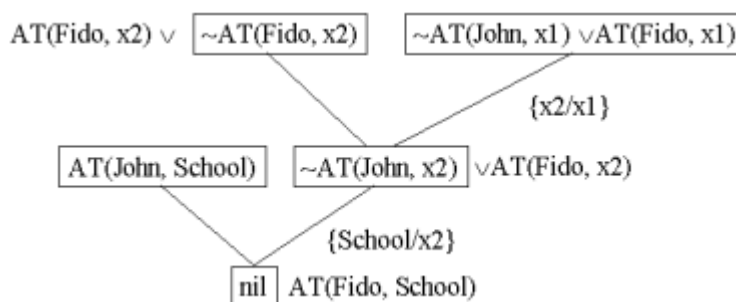 AT(Fido, x2) ∨ ~AT(Fido, x2) ~AT(John, x1) ∨AT(Fido, x1)
{x2/x1}
AT(John, School) ~AT(John, x2) ∨AT(Fido, x2)
{School/x2}
nil AT(Fido, School)